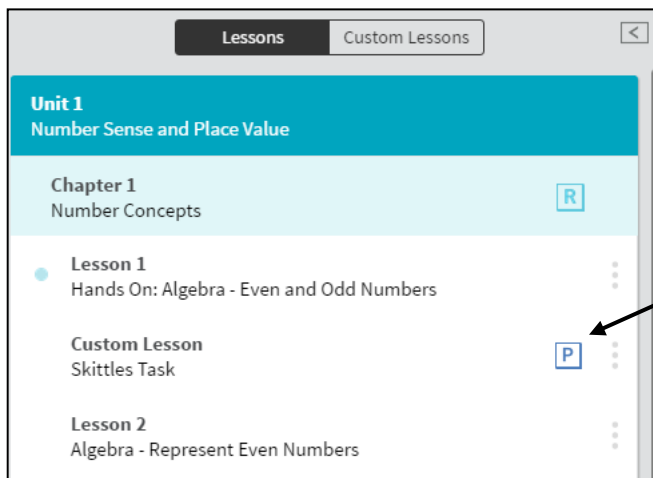 Lessons Custom Lessons <
Unit 1
Number Sense and Place Value
Chapter 1
Number Concepts R
Lesson 1
Hands On: Algebra - Even and Odd Numbers
Custom Lesson
Skittles Task P
Lesson 2
Algebra - Represent Even Numbers